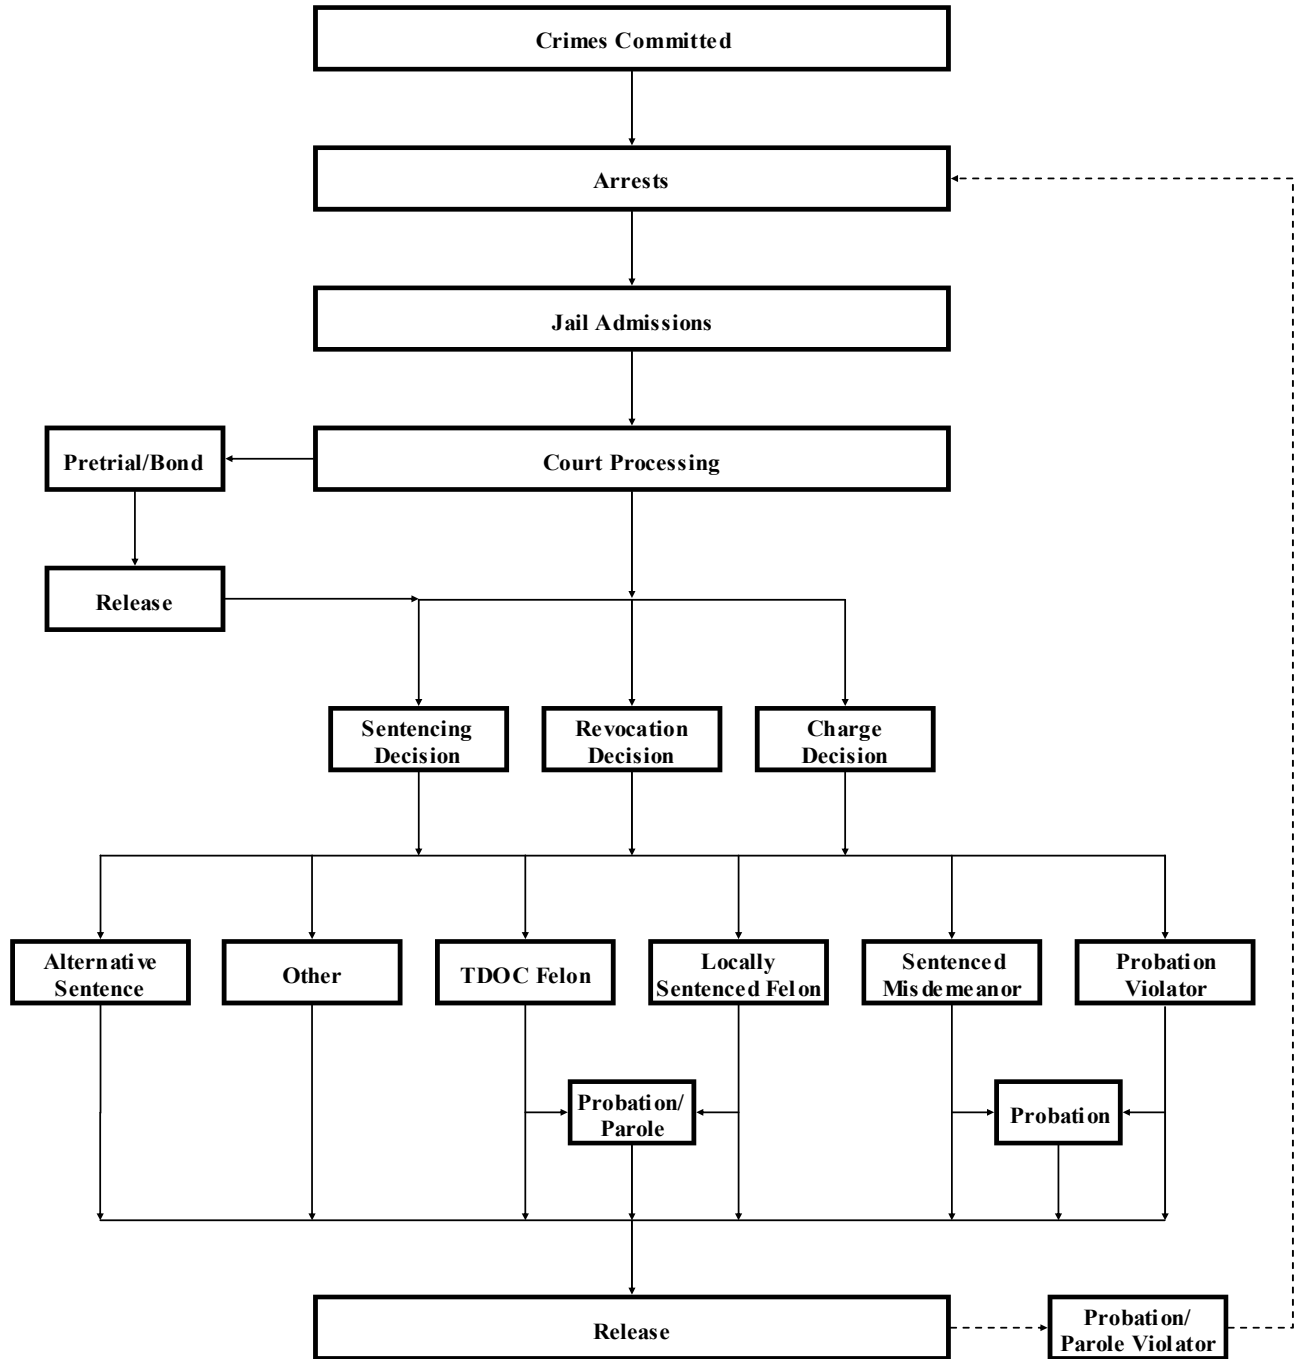 Crimes Committed
Arrests
Jail Admissions
Pretrial/Bond
Court Processing
Release
Sentencing
Decision
Revocation
Decision
Charge
Decision
Alternative
Sentence
Other
TDOC Felon
Locally
Sentenced Felon
Sentenced
Misdemeanor
Probation
Violator
Probation/
Parole
Probation
Release
Probation/
Parole Violator